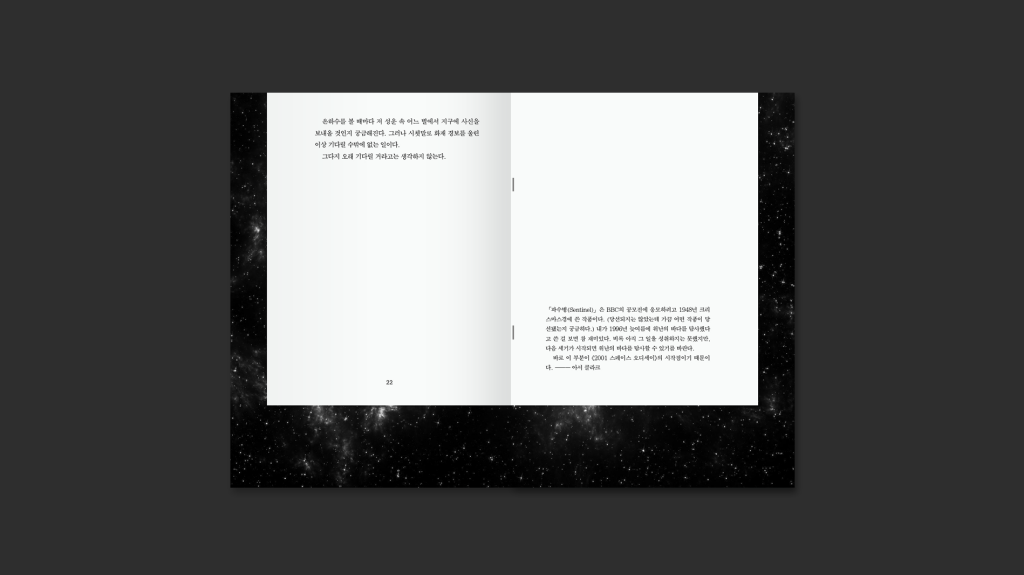 은하수를 볼 때마다 저 성운 속 어느 별에서 지구에 사신을
보내올 것인지 궁금해진다. 그러나 시쳇말로 화재 경보를 울린
이상 기다릴 수밖에 없는 일이다.
그다지 오래 기다릴 거라고는 생각하지 않는다.
22
「파수병(Sentinel)」은 BBC의 공모전에 응모하려고 1948년 크리
스마스경에 쓴 작품이다. (당선되지는 않았는데 가끔 어떤 작품이 당
선됐는지 궁금하다.) 내가 1996년 늦여름에 위난의 바다를 탐사했다
고 쓴 걸 보면 참 재미있다. 비록 아직 그 일을 성취하지는 못했지만,
다음 세기가 시작되면 위난의 바다를 탐사할 수 있기를 바란다.
바로 이 부분이 《2001 스페이스 오디세이》의 시작점이기 때문이
다. ―― 아서 클라크